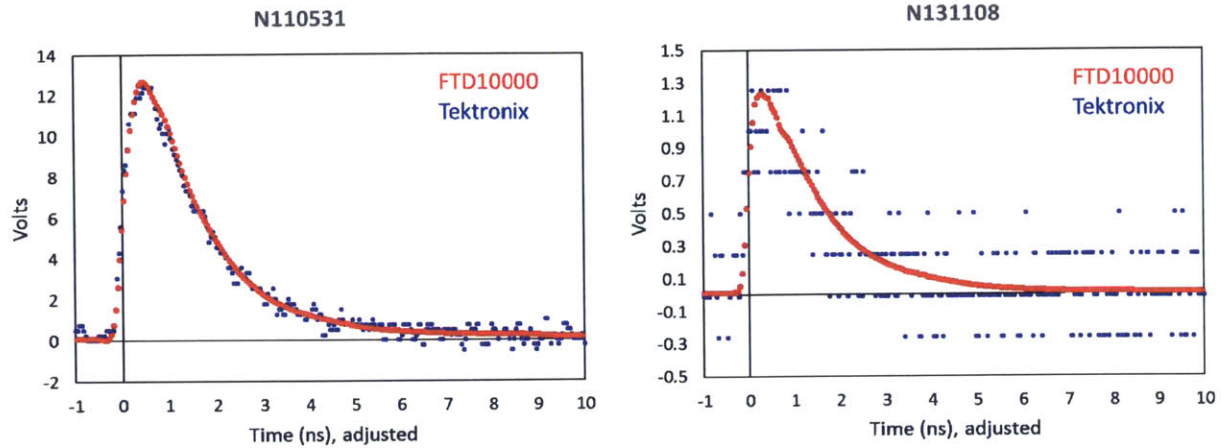 N110531
14
12
10
8
6
4
2
0
-2
Volts
FTD10000
Tektronix
-1 0 1 2 3 4 5 6 7 8 9 10
Time (ns), adjusted
N131108
1.5
1.3
1.1
0.9
0.7
0.5
0.3
0.1
-0.1
-0.3
-0.5
Volts
FTD10000
Tektronix
-1 0 1 2 3 4 5 6 7 8 9 10
Time (ns), adjusted